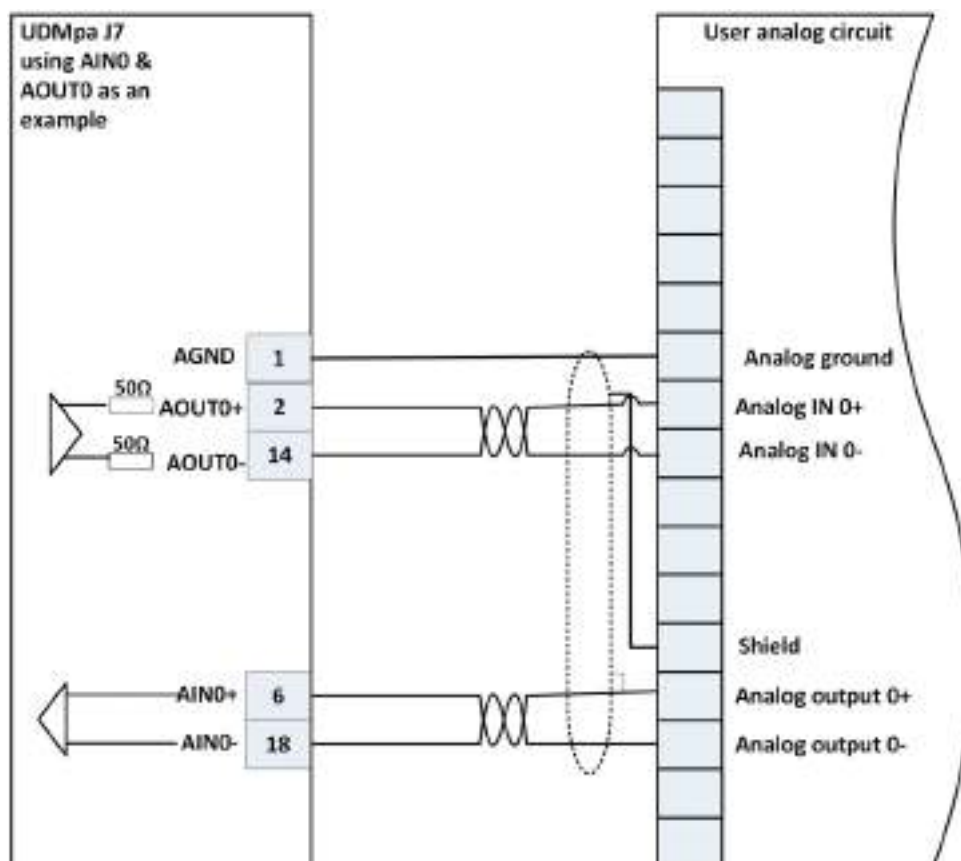 UDMpa J7
using AIN0 &
AOUT0 as an
example
User analog circuit
AGND 1 Analog ground
50Ω
AOUT0+ 2 Analog IN 0+
50Ω
AOUT0- 14 Analog IN 0-
Shield
AIN0+ 6 Analog output 0+
AIN0- 18 Analog output 0-